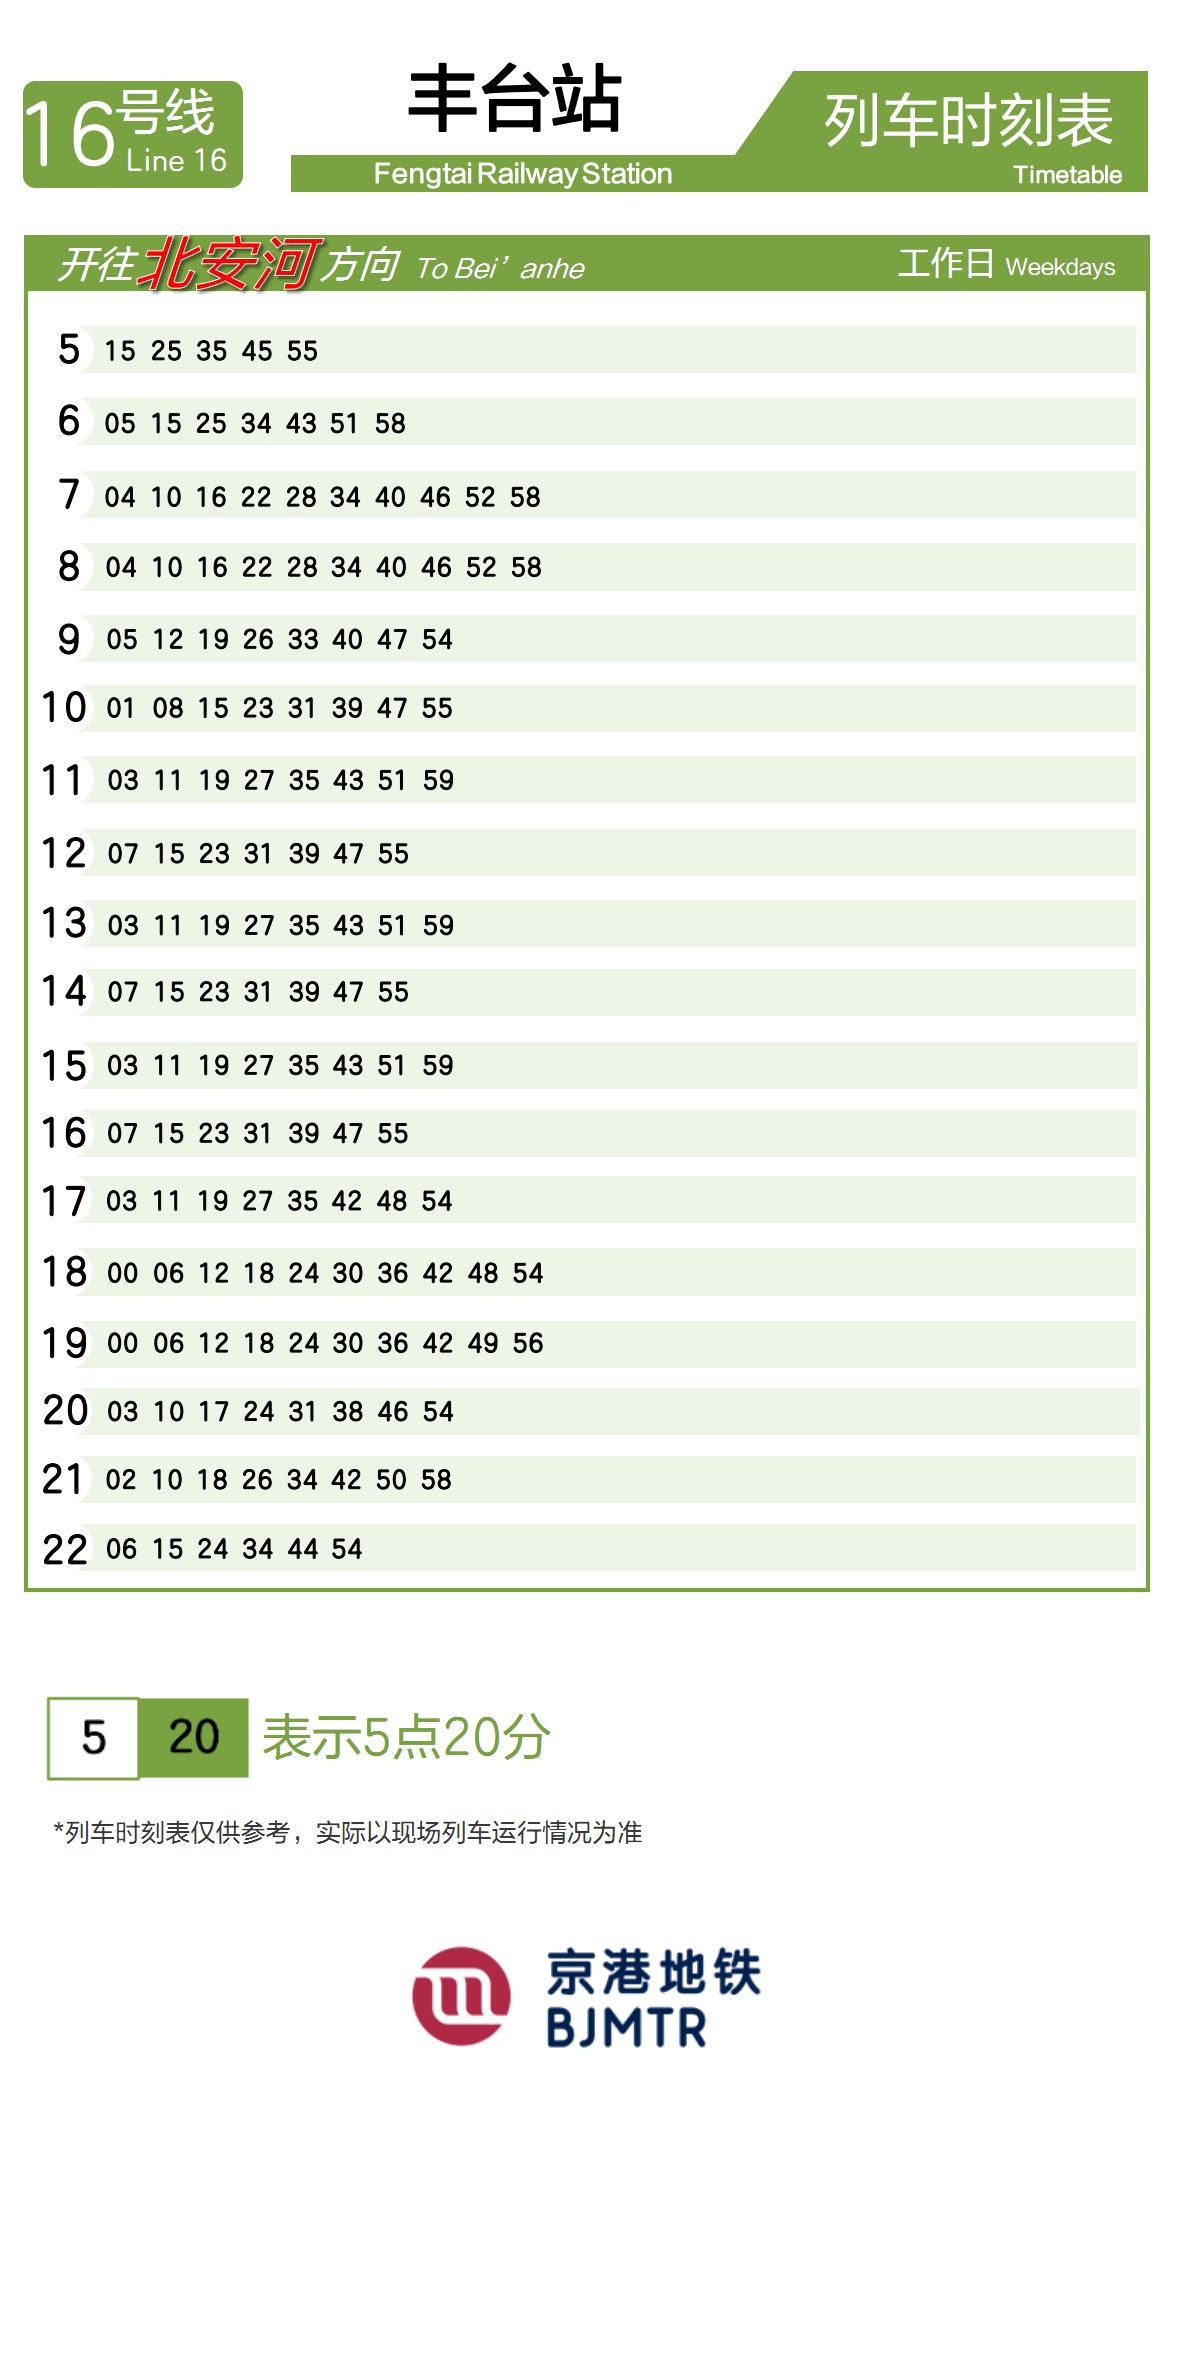 16号线
Line 16
丰台站
Fengtai Railway Station
列车时刻表
Timetable
开往北安河方向 To Bei’anhe 工作日 Weekdays
5 15 25 35 45 55
6 05 15 25 34 43 51 58
7 04 10 16 22 28 34 40 46 52 58
8 04 10 16 22 28 34 40 46 52 58
9 05 12 19 26 33 40 47 54
10 01 08 15 23 31 39 47 55
11 03 11 19 27 35 43 51 59
12 07 15 23 31 39 47 55
13 03 11 19 27 35 43 51 59
14 07 15 23 31 39 47 55
15 03 11 19 27 35 43 51 59
16 07 15 23 31 39 47 55
17 03 11 19 27 35 42 48 54
18 00 06 12 18 24 30 36 42 48 54
19 00 06 12 18 24 30 36 42 49 56
20 03 10 17 24 31 38 46 54
21 02 10 18 26 34 42 50 58
22 06 15 24 34 44 54
5 20 表示5点20分
*列车时刻表仅供参考，实际以现场列车运行情况为准
京港地铁
BJMTR